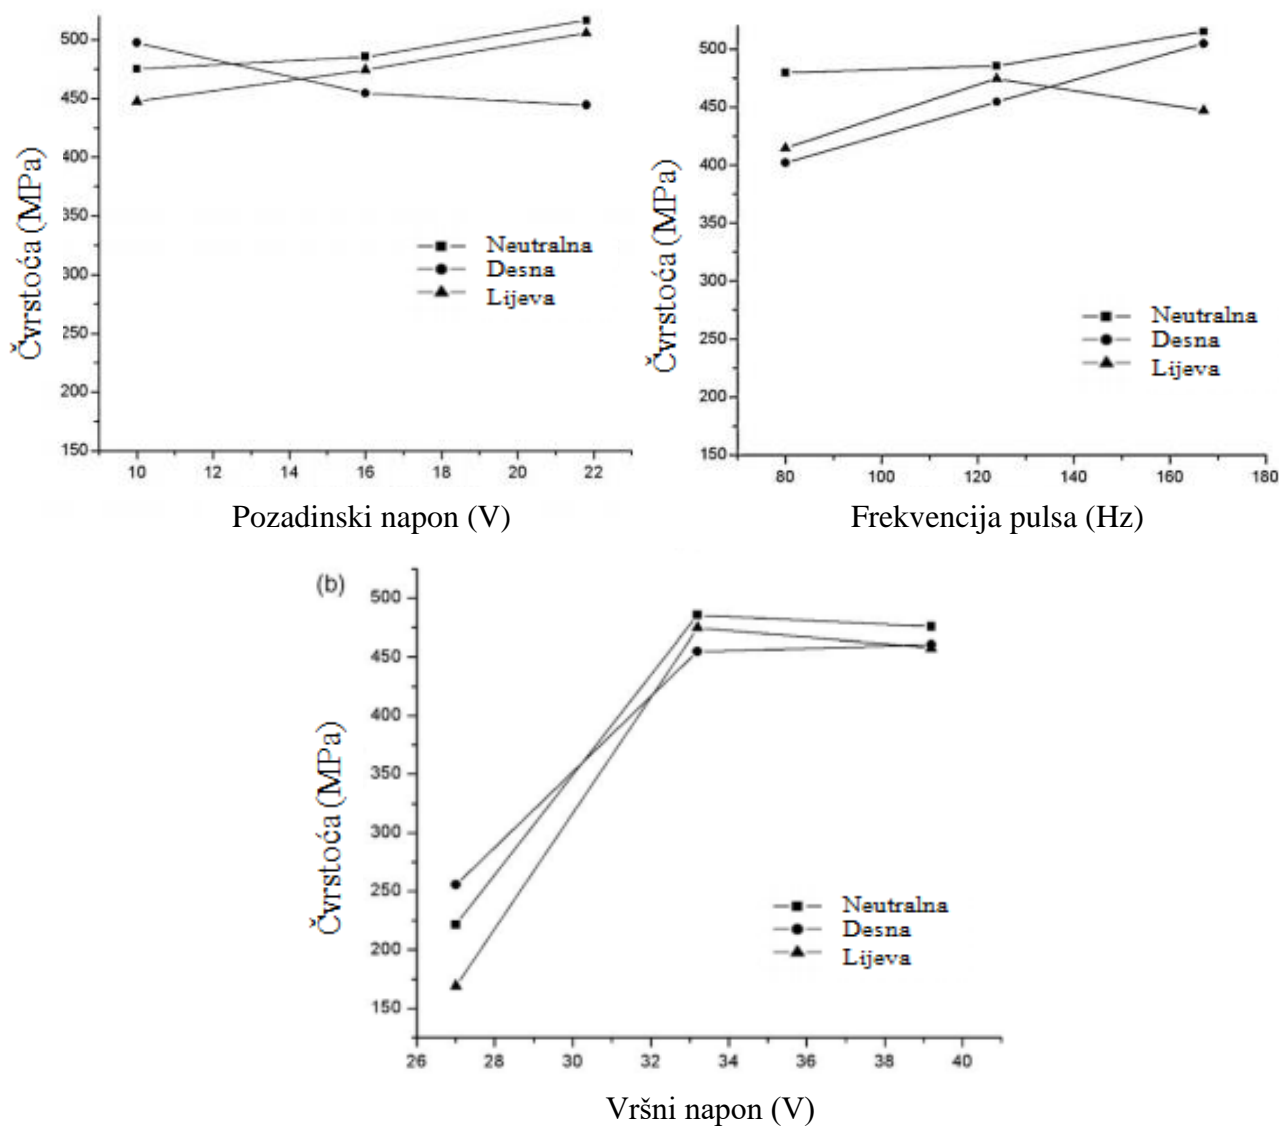 500
450
400
350
300
250
200
150
Čvrstoća (MPa)
Neutralna
Desna
Lijeva
10 12 14 16 18 20 22
Pozadinski napon (V)
500
450
400
350
300
250
200
150
Čvrstoća (MPa)
Neutralna
Desna
Lijeva
80 100 120 140 160 180
Frekvencija pulsa (Hz)
(b)
500
450
400
350
300
250
200
150
Čvrstoća (MPa)
Neutralna
Desna
Lijeva
26 28 30 32 34 36 38 40
Vršni napon (V)